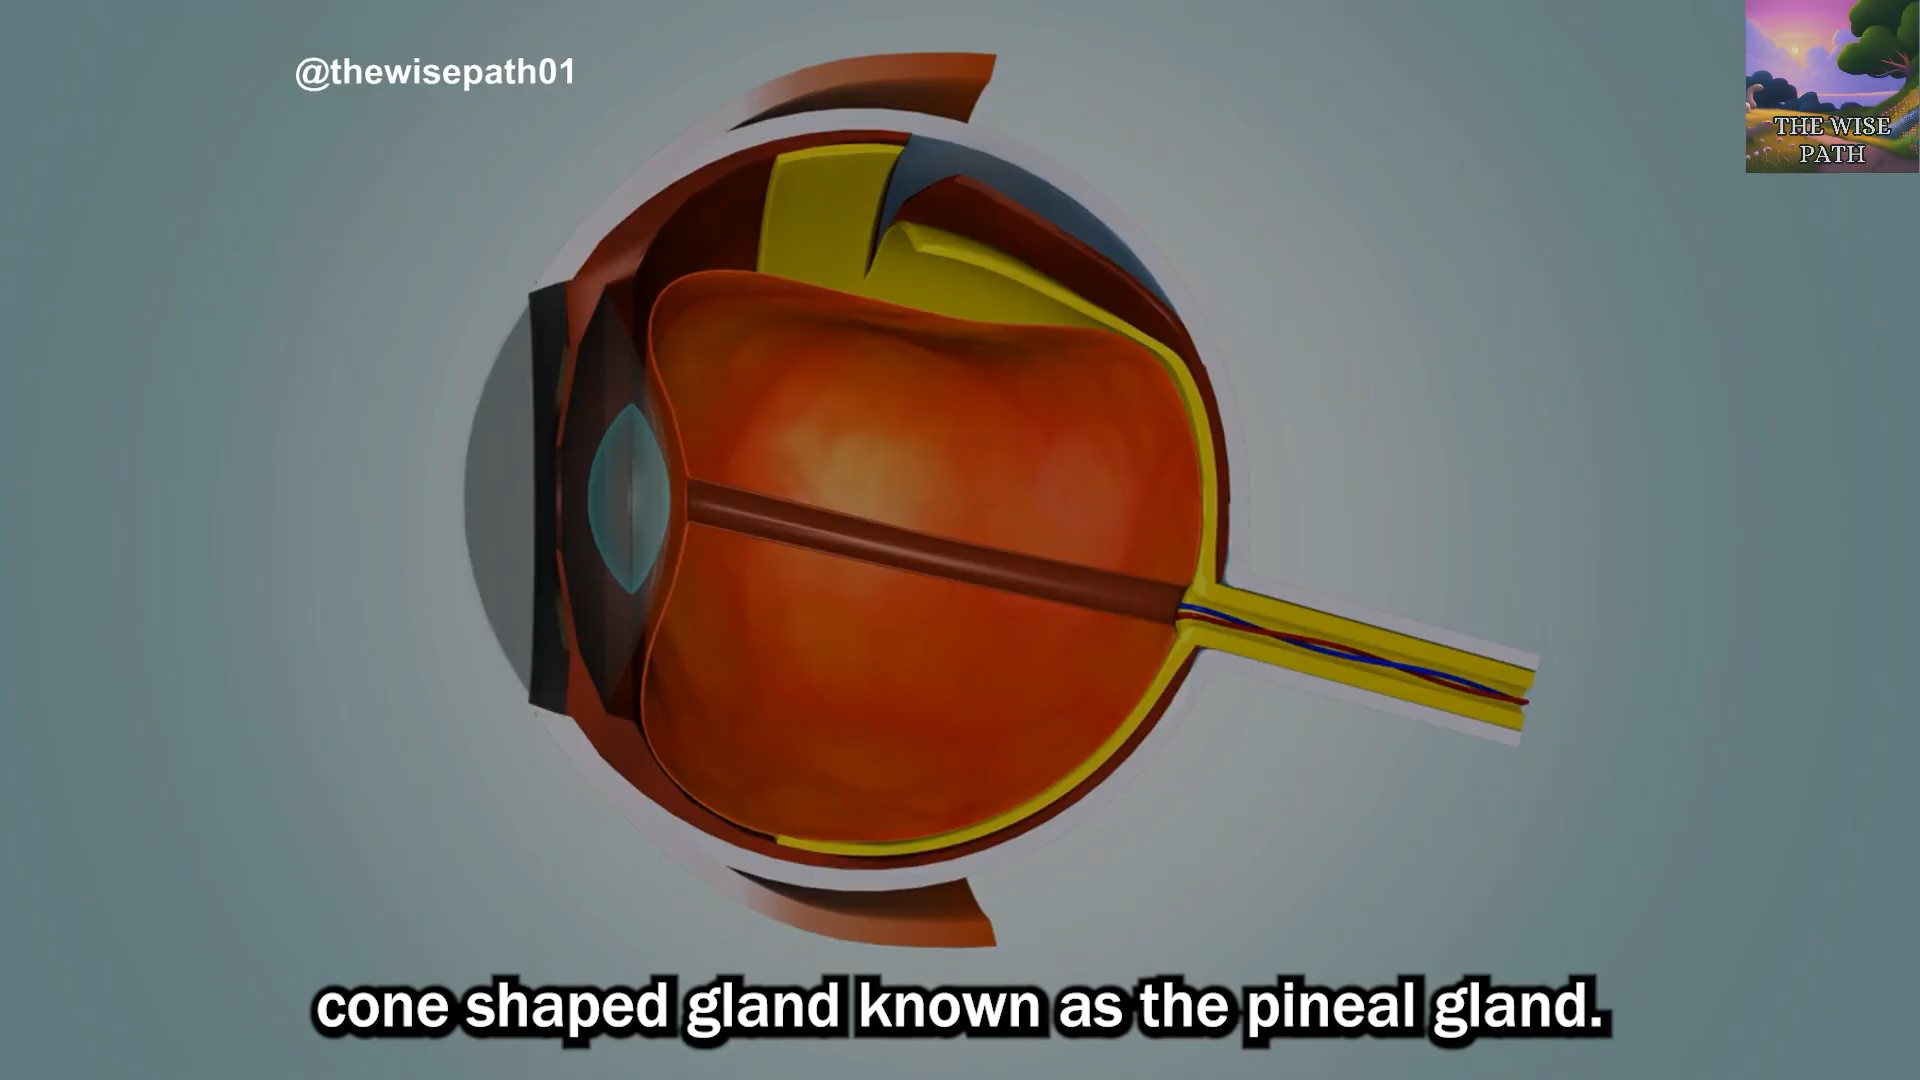 @thewisepath01
THE WISE
PATH
cone shaped gland known as the pineal gland.